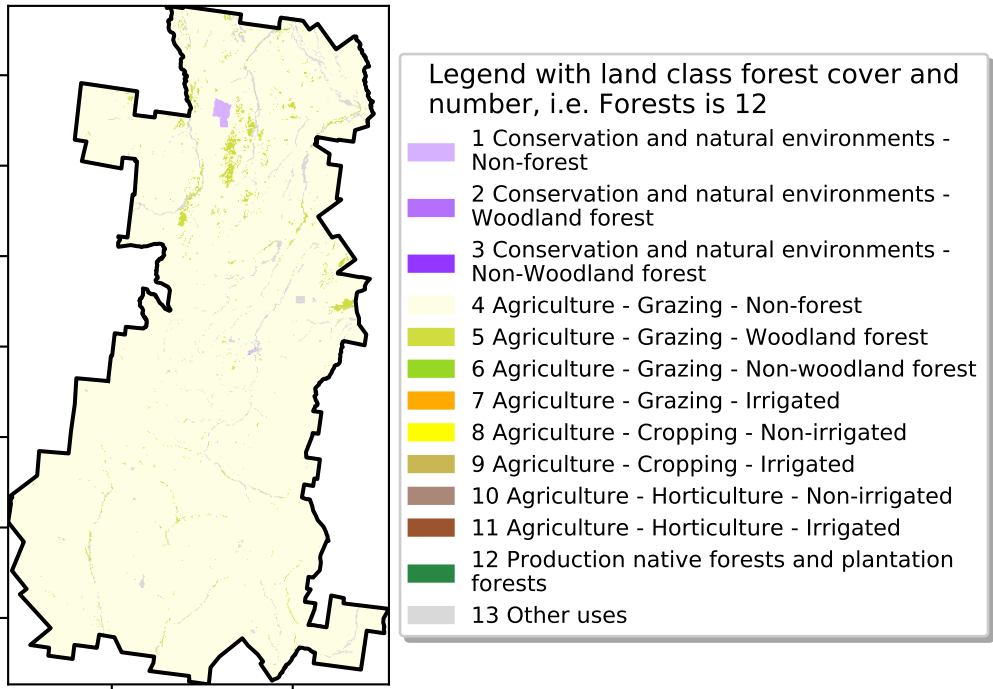 Legend with land class forest cover and
number, i.e. Forests is 12
1 Conservation and natural environments -
Non-forest
2 Conservation and natural environments -
Woodland forest
3 Conservation and natural environments -
Non-Woodland forest
4 Agriculture - Grazing - Non-forest
5 Agriculture - Grazing - Woodland forest
6 Agriculture - Grazing - Non-woodland forest
7 Agriculture - Grazing - Irrigated
8 Agriculture - Cropping - Non-irrigated
9 Agriculture - Cropping - Irrigated
10 Agriculture - Horticulture - Non-irrigated
11 Agriculture - Horticulture - Irrigated
12 Production native forests and plantation
forests
13 Other uses